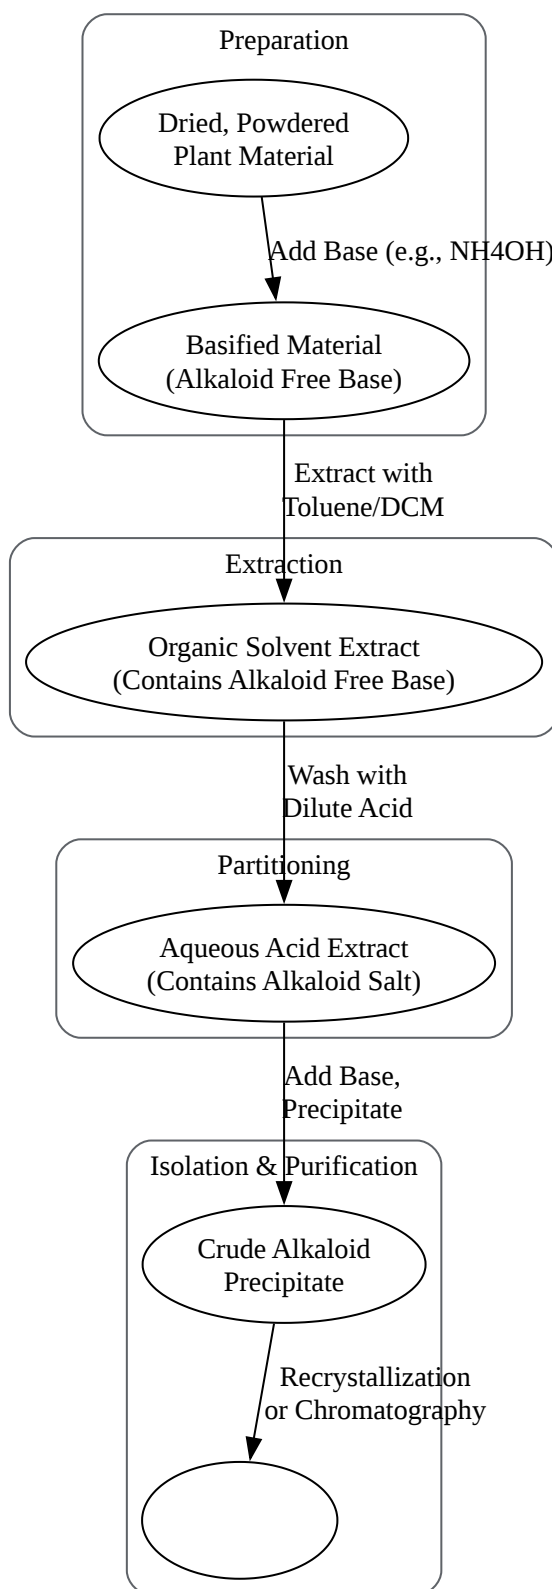 Preparation
Dried, Powdered
Plant Material
Add Base (e.g., NH4OH)
Basified Material
(Alkaloid Free Base)
Extract with
Toluene/DCM
Extraction
Organic Solvent Extract
(Contains Alkaloid Free Base)
Wash with
Dilute Acid
Partitioning
Aqueous Acid Extract
(Contains Alkaloid Salt)
Add Base,
Precipitate
Isolation & Purification
Crude Alkaloid
Precipitate
Recrystallization
or Chromatography